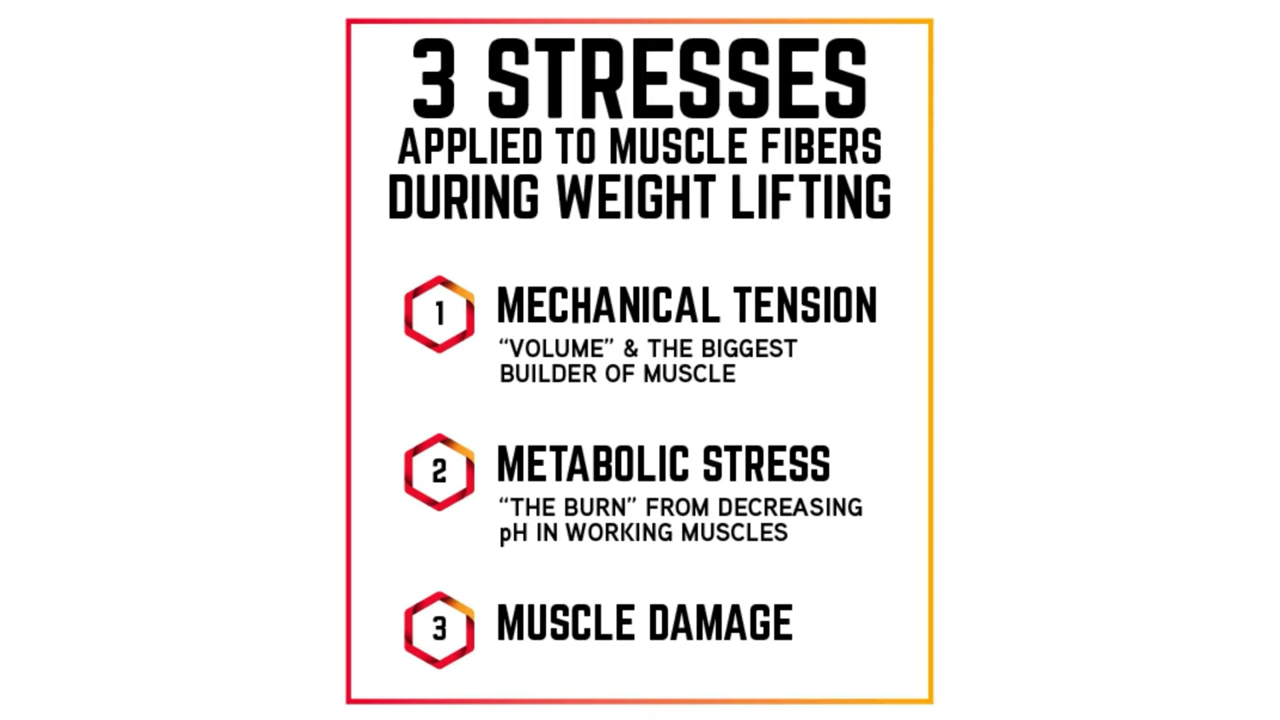 3 STRESSES
APPLIED TO MUSCLE FIBERS
DURING WEIGHT LIFTING
1
MECHANICAL TENSION
“VOLUME” & THE BIGGEST
BUILDER OF MUSCLE
2
METABOLIC STRESS
“THE BURN” FROM DECREASING
pH IN WORKING MUSCLES
3
MUSCLE DAMAGE